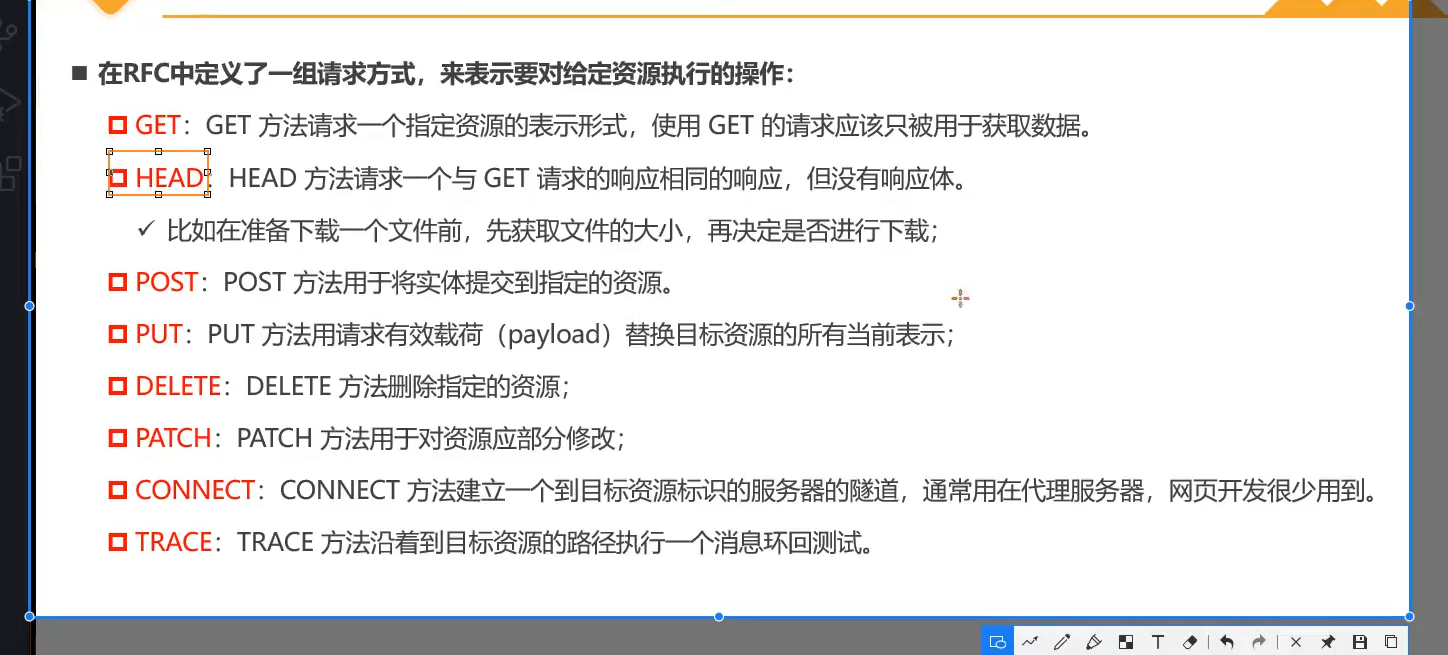 在RFC中定义了一组请求方式，来表示要对给定资源执行的操作：
GET：GET 方法请求一个指定资源的表示形式，使用 GET 的请求应该只被用于获取数据。
HEAD：HEAD 方法请求一个与 GET 请求的响应相同的响应，但没有响应体。
✓ 比如在准备下载一个文件前，先获取文件的大小，再决定是否进行下载；
POST：POST 方法用于将实体提交到指定的资源。
PUT：PUT 方法用请求有效载荷（payload）替换目标资源的所有当前表示；
DELETE：DELETE 方法删除指定的资源；
PATCH：PATCH 方法用于对资源应部分修改；
CONNECT：CONNECT 方法建立一个到目标资源标识的服务器的隧道，通常用在代理服务器，网页开发很少用到。
TRACE：TRACE 方法沿着到目标资源的路径执行一个消息环回测试。